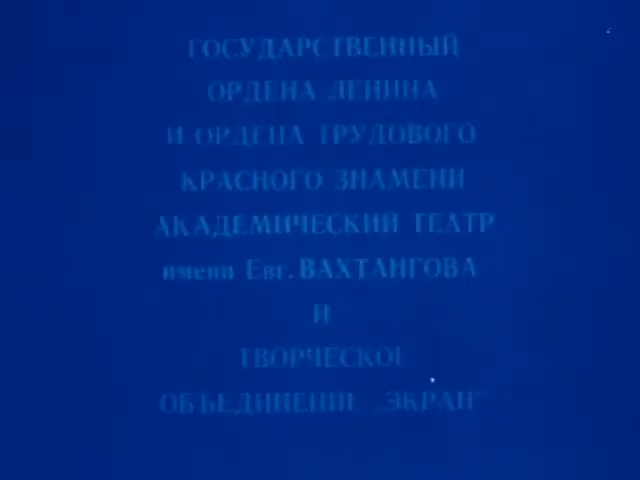 ГОСУДАРСТВЕННЫЙ
ОРДЕНА ЛЕНИНА
И ОРДЕНА ТРУДОВОГО
КРАСНОГО ЗНАМЕНИ
АКАДЕМИЧЕСКИЙ ТЕАТР
имени Евг. ВАХТАНГОВА
И
ТВОРЧЕСКОЕ
ОБЪЕДИНЕНИЕ „ЭКРАН"